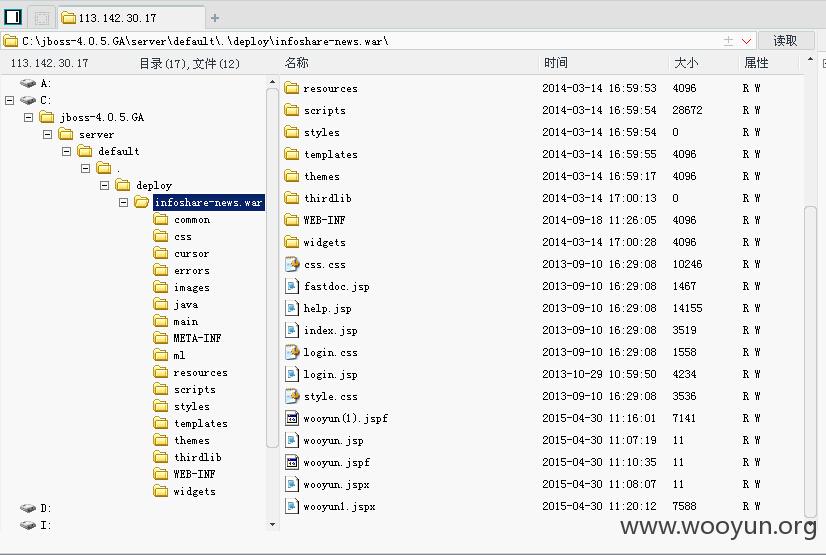 113.142.30.17
C:\jboss-4.0.5.GA\server\default\.\deploy\infoshare-news.war\ 读取
113.142.30.17 目录(17),文件(12) 名称 时间 大小 属性
A:
C:
jboss-4.0.5.GA
server
default
.
deploy
infoshare-news.war
common
css
cursor
errors
images
java
main
META-INF
ml
resources
scripts
styles
templates
themes
thirdlib
WEB-INF
widgets
D:
I:
resources 2014-03-14 16:59:53 4096 R W
scripts 2014-03-14 16:59:54 28672 R W
styles 2014-03-14 16:59:54 0 R W
templates 2014-03-14 16:59:55 4096 R W
themes 2014-03-14 16:59:17 4096 R W
thirdlib 2014-03-14 17:00:13 0 R W
WEB-INF 2014-09-18 11:26:05 4096 R W
widgets 2014-03-14 17:00:28 4096 R W
css.css 2013-09-10 16:29:08 10246 R W
fastdoc.jsp 2013-09-10 16:29:08 1467 R W
help.jsp 2013-09-10 16:29:08 14155 R W
index.jsp 2013-09-10 16:29:08 3519 R W
login.css 2013-09-10 16:29:08 1558 R W
login.jsp 2013-10-29 10:59:50 4234 R W
style.css 2013-09-10 16:29:08 3536 R W
wooyun(1).jspf 2015-04-30 11:16:01 7141 R W
wooyun.jsp 2015-04-30 11:07:19 11 R W
wooyun.jspf 2015-04-30 11:10:35 11 R W
wooyun.jspx 2015-04-30 11:08:07 11 R W
wooyun1.jspx 2015-04-30 11:20:12 7588 R W
www.wooyun.org